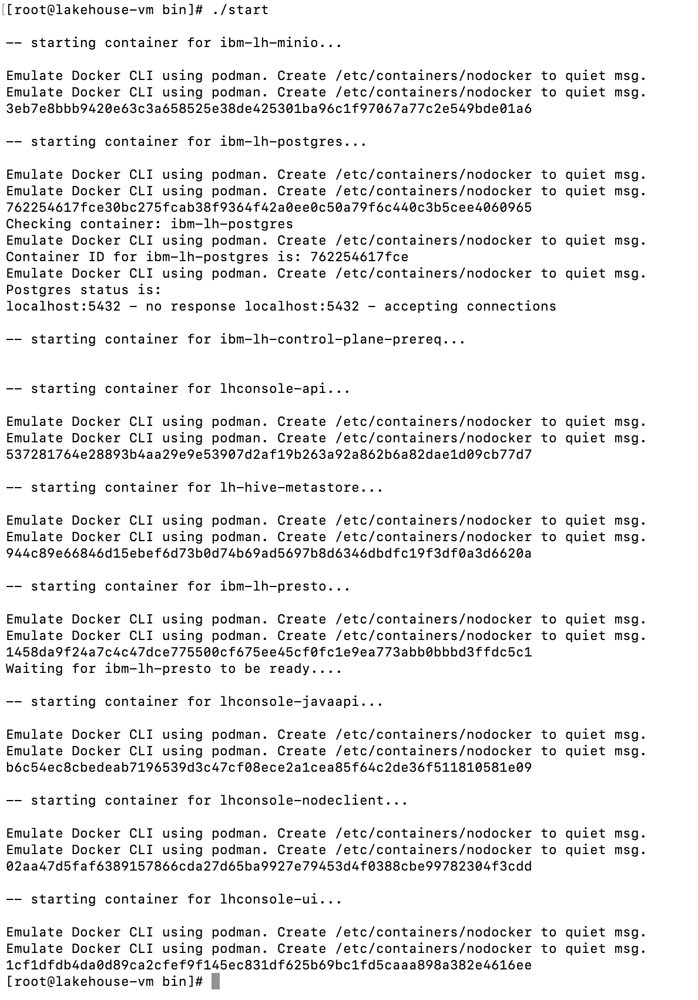 [[root@lakehouse-vm bin]# ./start
-- starting container for ibm-lh-minio...
Emulate Docker CLI using podman. Create /etc/containers/nodocker to quiet msg.
Emulate Docker CLI using podman. Create /etc/containers/nodocker to quiet msg.
3eb7e8bbb9420e63c3a658525e38de425301ba96c1f97067a77c2e549bde01a6
-- starting container for ibm-lh-postgres...
Emulate Docker CLI using podman. Create /etc/containers/nodocker to quiet msg.
Emulate Docker CLI using podman. Create /etc/containers/nodocker to quiet msg.
762254617fce30bc275fcab38f9364f42a0ee0c50a79f6c440c3b5cee4060965
Checking container: ibm-lh-postgres
Emulate Docker CLI using podman. Create /etc/containers/nodocker to quiet msg.
Container ID for ibm-lh-postgres is: 762254617fce
Emulate Docker CLI using podman. Create /etc/containers/nodocker to quiet msg.
Postgres status is:
localhost:5432 - no response localhost:5432 - accepting connections
-- starting container for ibm-lh-control-plane-prereq...
-- starting container for lhconsole-api...
Emulate Docker CLI using podman. Create /etc/containers/nodocker to quiet msg.
Emulate Docker CLI using podman. Create /etc/containers/nodocker to quiet msg.
537281764e28893b4aa29e9e53907d2af19b263a92a862b6a82dae1d09cb77d7
-- starting container for lh-hive-metastore...
Emulate Docker CLI using podman. Create /etc/containers/nodocker to quiet msg.
Emulate Docker CLI using podman. Create /etc/containers/nodocker to quiet msg.
944c89e66846d15ebef6d73b0d74b69ad5697b8d6346dbdfc19f3df0a3d6620a
-- starting container for ibm-lh-presto...
Emulate Docker CLI using podman. Create /etc/containers/nodocker to quiet msg.
Emulate Docker CLI using podman. Create /etc/containers/nodocker to quiet msg.
1458da9f24a7c4c47dce775500cf675ee45cf0fc1e9ea773abb0bbbd3ffdc5c1
Waiting for ibm-lh-presto to be ready....
-- starting container for lhconsole-javaapi...
Emulate Docker CLI using podman. Create /etc/containers/nodocker to quiet msg.
Emulate Docker CLI using podman. Create /etc/containers/nodocker to quiet msg.
b6c54ec8cbedeab7196539d3c47cf08ece2a1cea85f64c2de36f511810581e09
-- starting container for lhconsole-nodeclient...
Emulate Docker CLI using podman. Create /etc/containers/nodocker to quiet msg.
Emulate Docker CLI using podman. Create /etc/containers/nodocker to quiet msg.
02aa47d5faf6389157866cda27d65ba9927e79453d4f0388cbe99782304f3cdd
-- starting container for lhconsole-ui...
Emulate Docker CLI using podman. Create /etc/containers/nodocker to quiet msg.
Emulate Docker CLI using podman. Create /etc/containers/nodocker to quiet msg.
1cf1dfdb4da0d89ca2cfef9f145ec831df625b69bc1fd5caaa898a382e4616ee
[root@lakehouse-vm bin]#